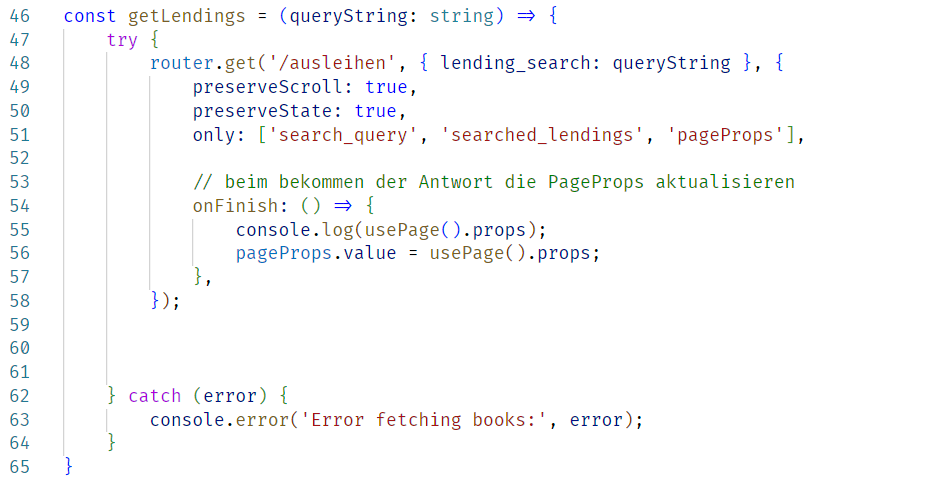 46 const getLendings = (queryString: string) => {
47 try {
48 router.get('/ausleihen', { lending_search: queryString }, {
49 preserveScroll: true,
50 preserveState: true,
51 only: ['search_query', 'searched_lendings', 'pageProps'],
52
53 // beim bekommen der Antwort die PageProps aktualisieren
54 onFinish: () => {
55 console.log(usePage().props);
56 pageProps.value = usePage().props;
57 },
58 });
59
60
61
62 } catch (error) {
63 console.error('Error fetching books:', error);
64 }
65 }